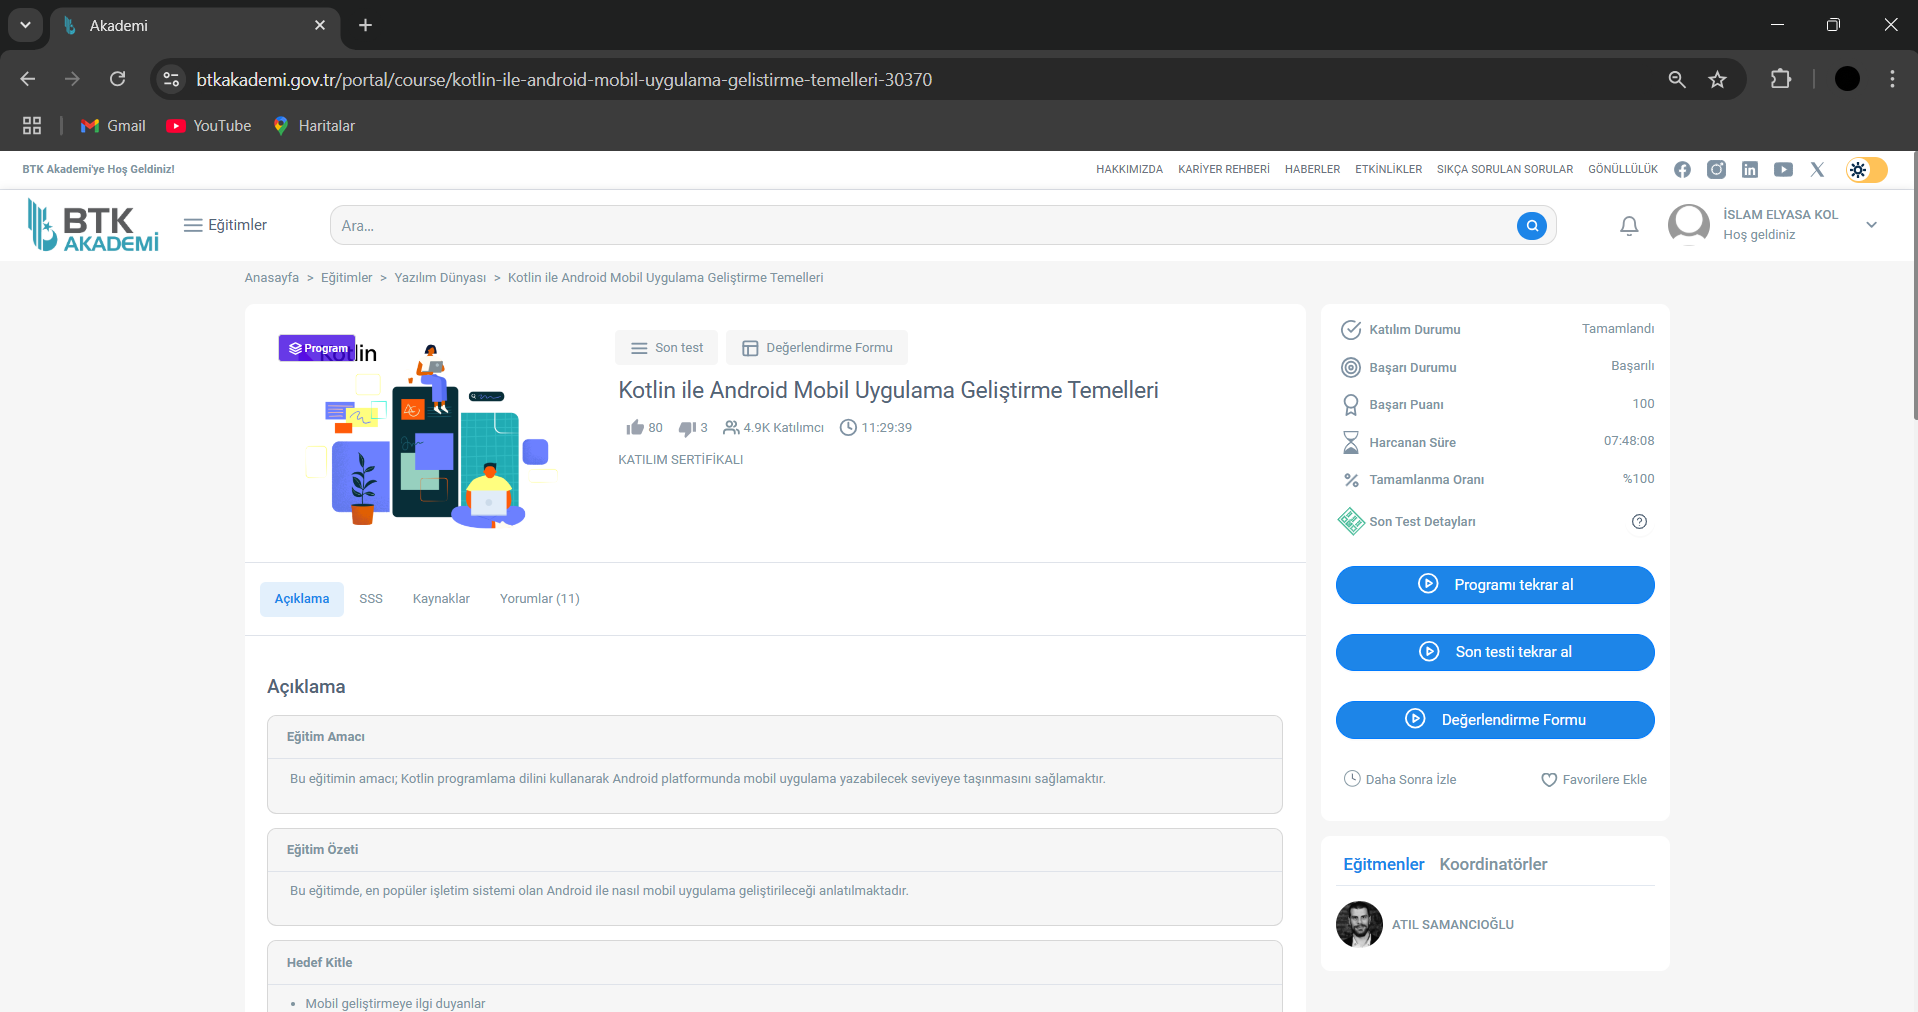 Akademi
btkakademi.gov.tr/portal/course/kotlin-ile-android-mobil-uygulama-gelistirme-temelleri-30370
Gmail
YouTube
Haritalar
BTK Akademi'ye Hoş Geldiniz!
HAKKIMIZDA
KARİYER REHBERİ
HABERLER
ETKİNLİKLER
SIKÇA SORULAN SORULAR
GÖNÜLLÜLÜK
BTK
AKADEMİ
Eğitimler
Ara...
İSLAM ELYASA KOL
Hoş geldiniz
Anasayfa > Eğitimler > Yazılım Dünyası > Kotlin ile Android Mobil Uygulama Geliştirme Temelleri
Program
Kotlin
Son test
Değerlendirme Formu
Kotlin ile Android Mobil Uygulama Geliştirme Temelleri
80
3
4.9K Katılımcı
11:29:39
KATILIM SERTİFİKALI
Açıklama
SSS
Kaynaklar
Yorumlar (11)
Açıklama
Eğitim Amacı
Bu eğitimin amacı; Kotlin programlama dilini kullanarak Android platformunda mobil uygulama yazabilecek seviyeye taşınmasını sağlamaktır.
Eğitim Özeti
Bu eğitimde, en popüler işletim sistemi olan Android ile nasıl mobil uygulama geliştirileceği anlatılmaktadır.
Hedef Kitle
• Mobil geliştirmeye ilgi duyanlar
Katılım Durumu Tamamlandı
Başarı Durumu Başarılı
Başarı Puanı 100
Harcanan Süre 07:48:08
Tamamlanma Oranı %100
Son Test Detayları
Programı tekrar al
Son testi tekrar al
Değerlendirme Formu
Daha Sonra İzle
Favorilere Ekle
Eğitmenler
Koordinatörler
ATIL SAMANCIOĞLU